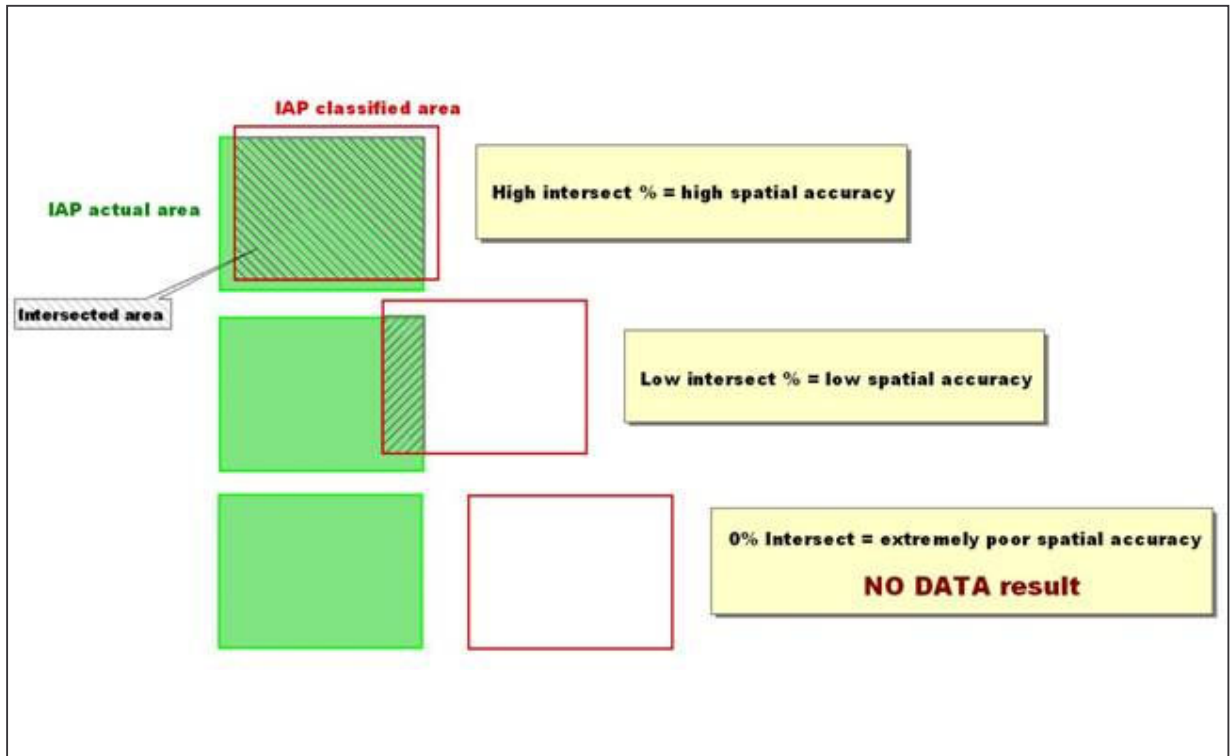 IAP classified area
IAP actual area
High intersect % = high spatial accuracy
Intersected area
Low intersect % = low spatial accuracy
0% Intersect = extremely poor spatial accuracy
NO DATA result